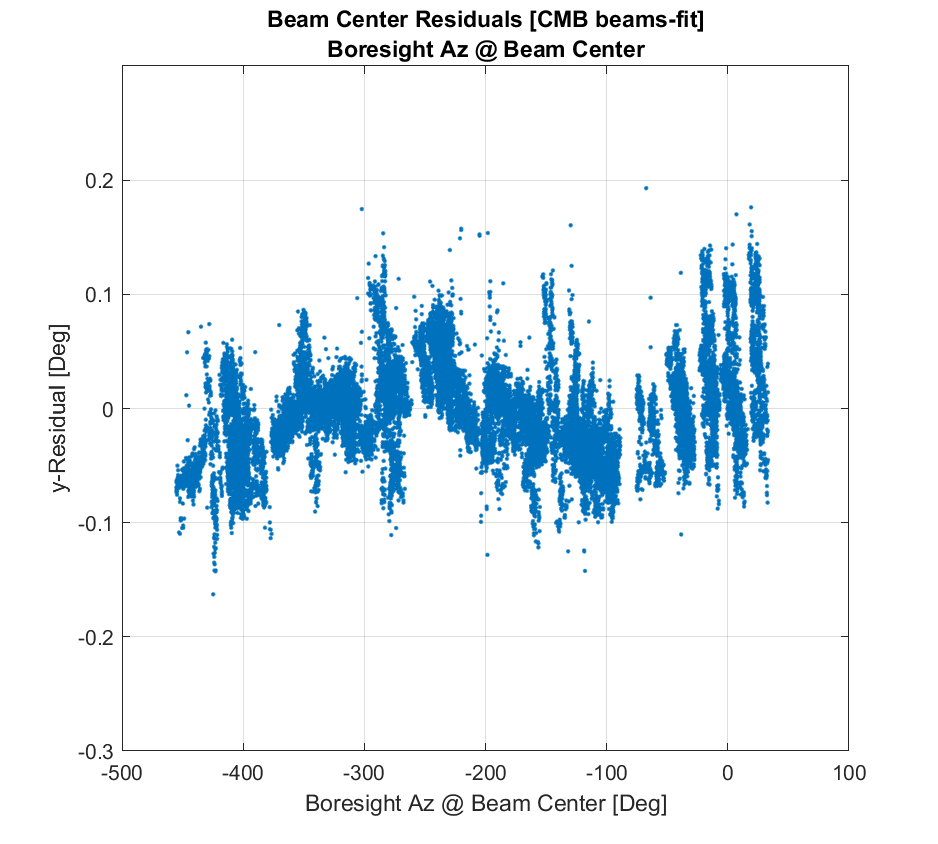 Beam Center Residuals [CMB beams-fit]
Boresight Az @ Beam Center
0.2
0.1
0
-0.1
-0.2
-0.3
y-Residual [Deg]
-500 -400 -300 -200 -100 0 100
Boresight Az @ Beam Center [Deg]